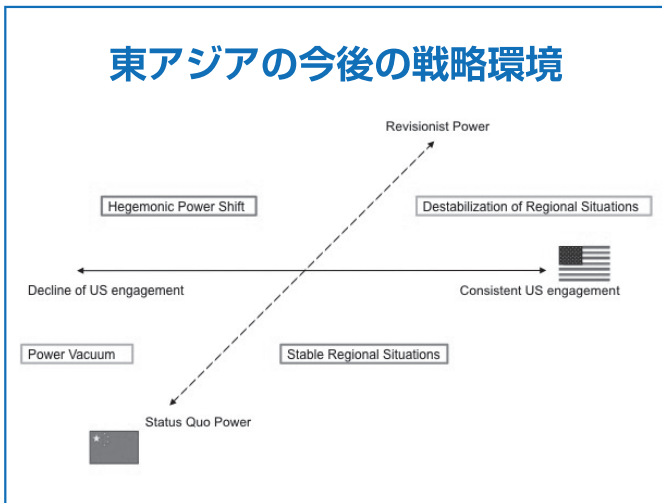 東アジアの今後の戦略環境
Revisionist Power
Hegemonic Power Shift
Destabilization of Regional Situations
Decline of US engagement
Consistent US engagement
Power Vacuum
Stable Regional Situations
Status Quo Power